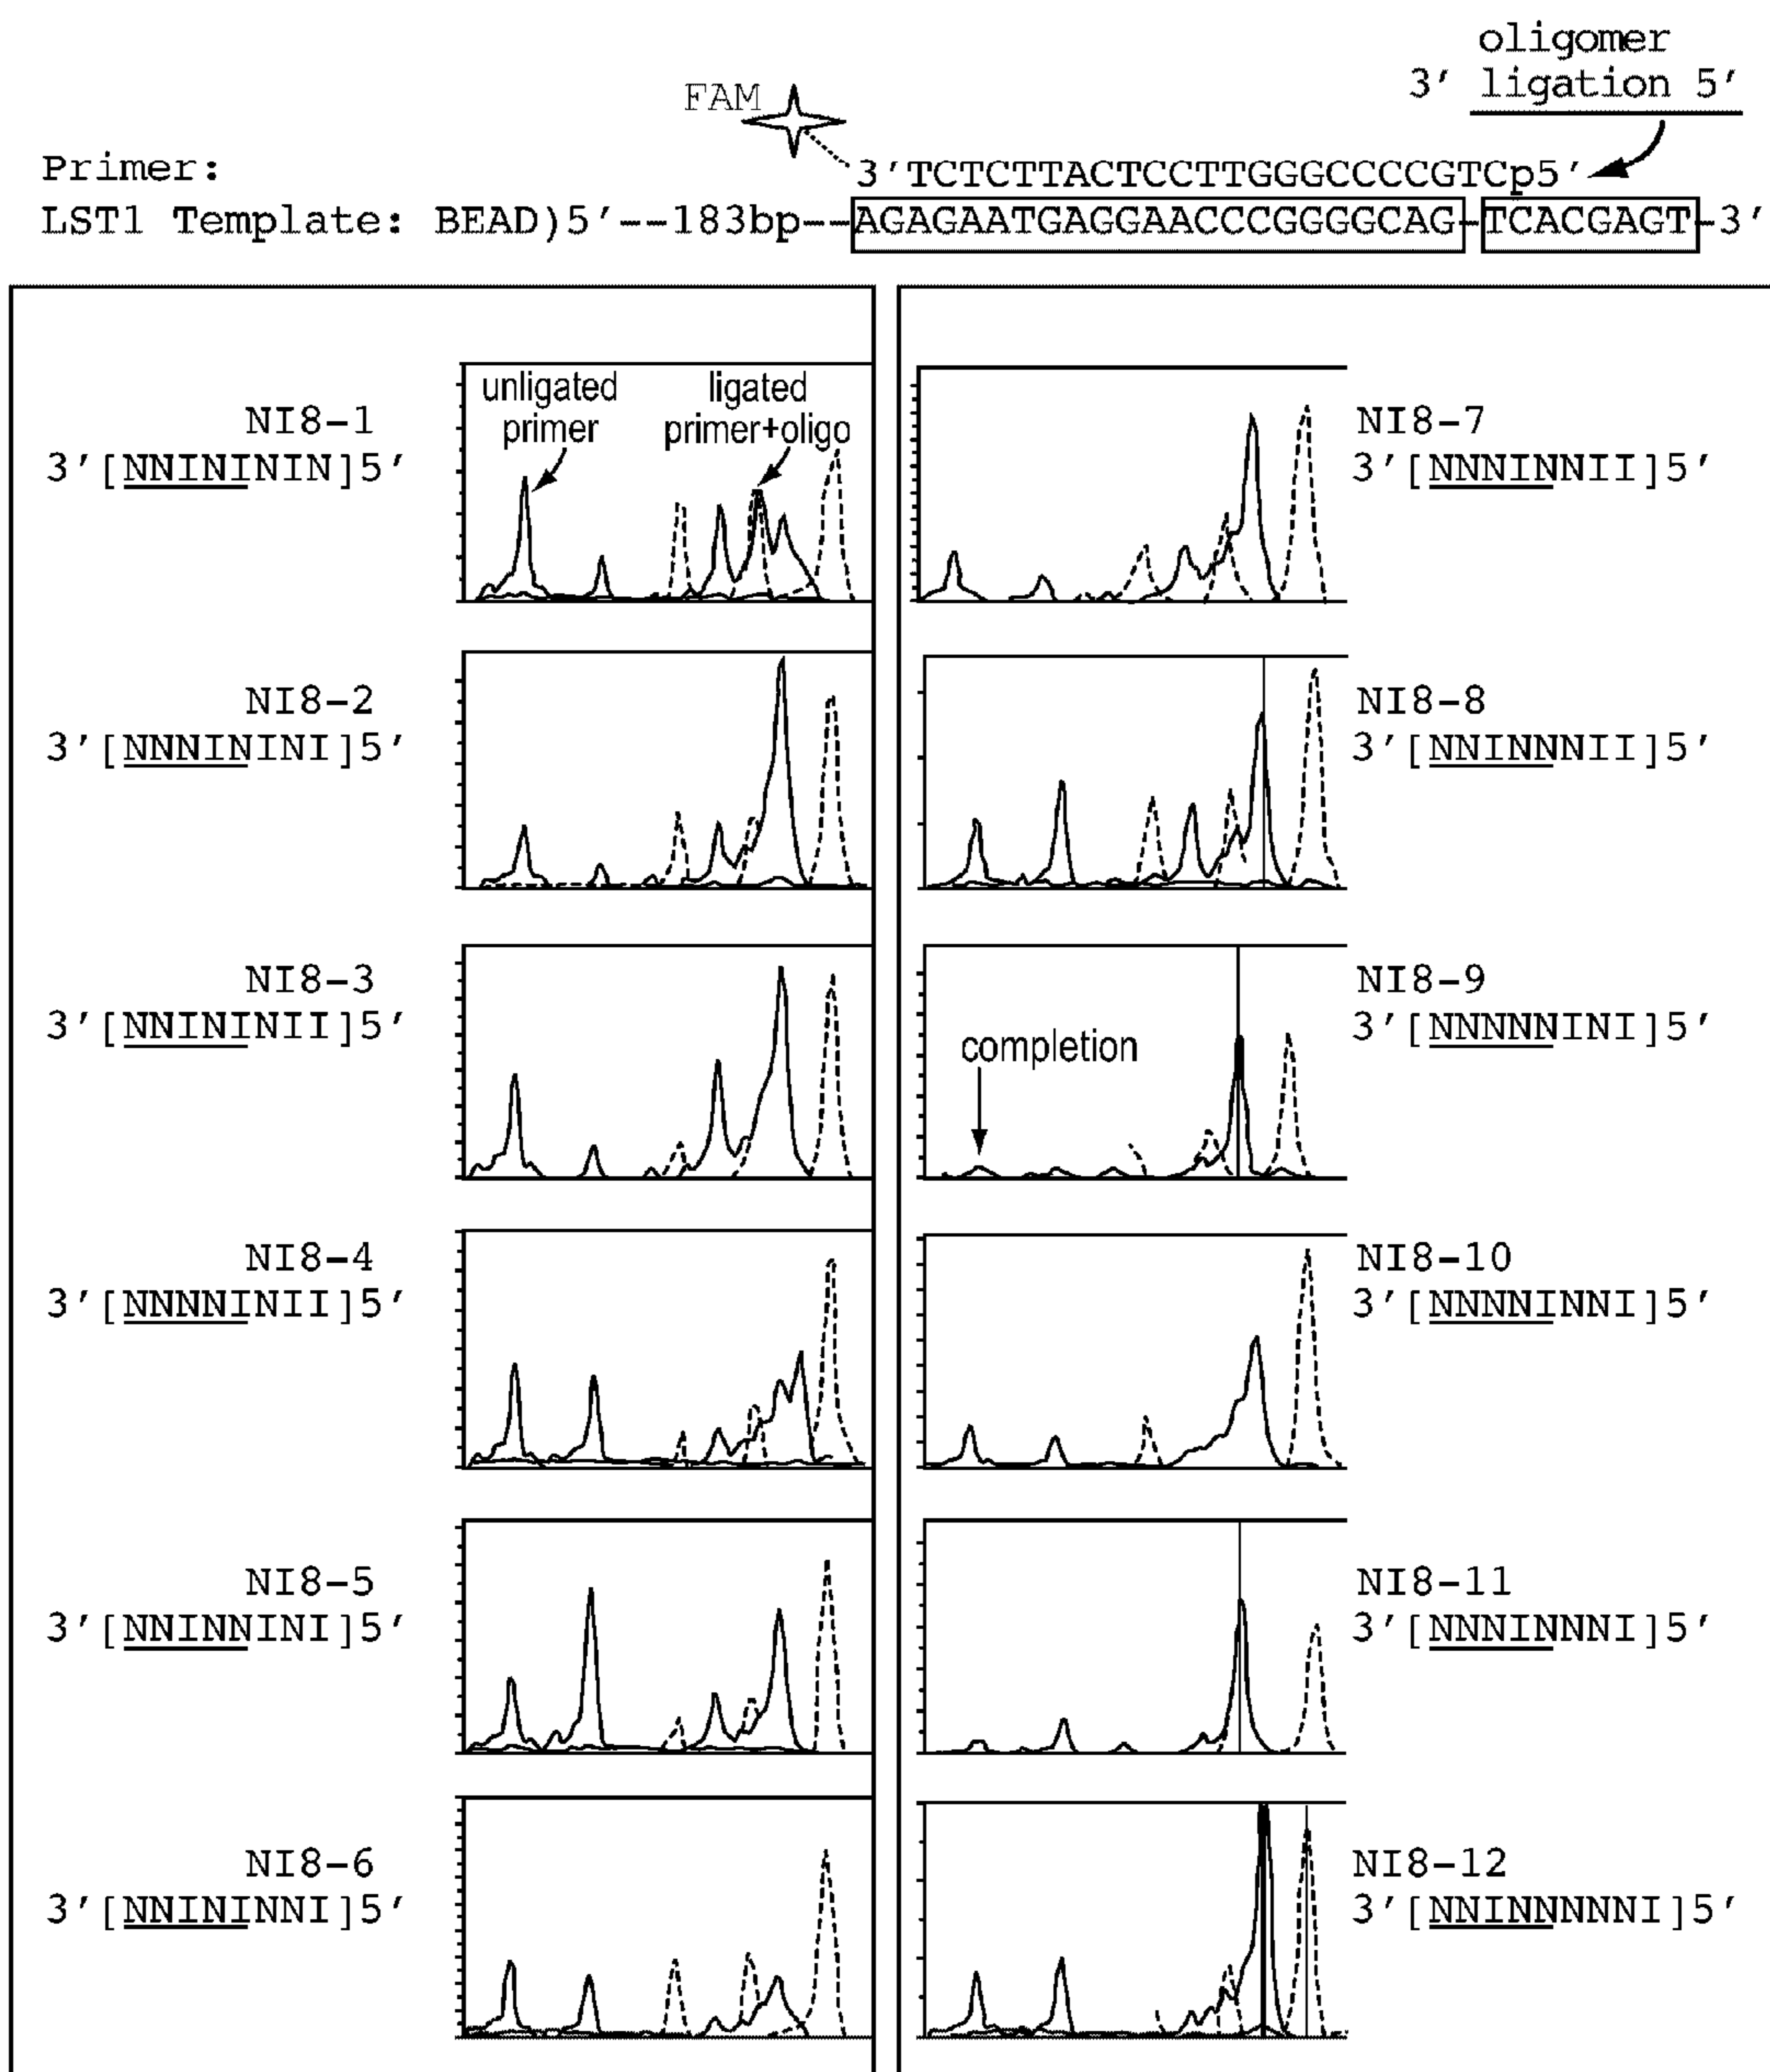 oligomer
3' ligation 5'
FAM
Primer: 3'TCTCTTACTCCTTGGGCCCCGTCp5'
LST1 Template: BEAD)5'--183bp--AGAGAATGAGGAACCCGGGGCAG-TCACGAGT-3'
NI8-1
3'[NNINININ]5'
unligated
primer
ligated
primer+oligo
NI8-2
3'[NNNININI]5'
NI8-3
3'[NNININII]5'
NI8-4
3'[NNNNINII]5'
NI8-5
3'[NNINNINI]5'
NI8-6
3'[NNININNI]5'
NI8-7
3'[NNNINNII]5'
NI8-8
3'[NNINNNII]5'
NI8-9
3'[NNNNNINI]5'
completion
NI8-10
3'[NNNNINNI]5'
NI8-11
3'[NNNINNNI]5'
NI8-12
3'[NNINNNNNI]5'